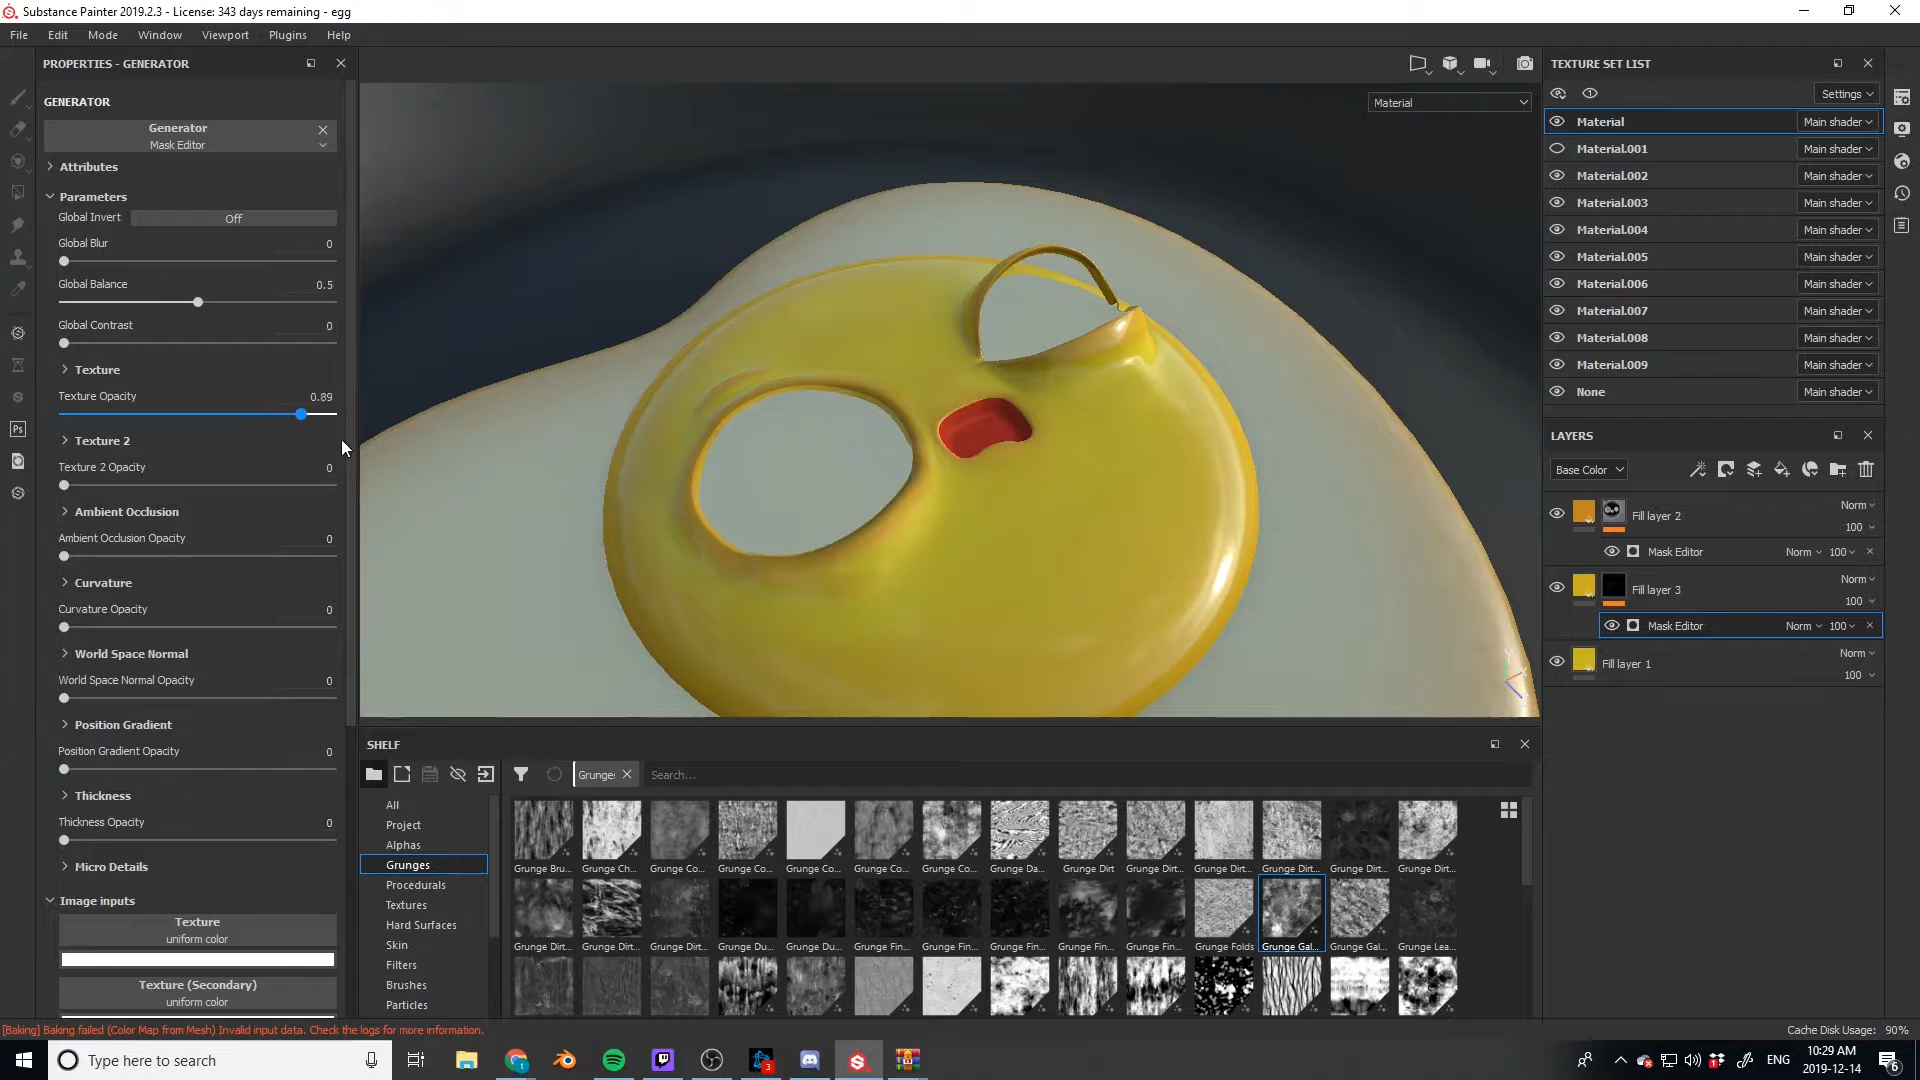 Substance Painter 2019.2.3 - License: 343 days remaining - egg
File Edit Mode Window Viewport Plugins Help
PROPERTIES - GENERATOR
GENERATOR
Generator
Mask Editor
Attributes
Parameters
Global Invert Off
Global Blur 0
Global Balance 0.5
Global Contrast 0
Texture
Texture Opacity 0.89
Texture 2
Texture 2 Opacity 0
Ambient Occlusion
Ambient Occlusion Opacity 0
Curvature
Curvature Opacity 0
World Space Normal
World Space Normal Opacity 0
Position Gradient
Position Gradient Opacity 0
Thickness
Thickness Opacity 0
Micro Details
Image inputs
Texture
uniform color
Texture (Secondary)
uniform color
Material
SHELF
Grunge: Search...
All
Project
Alphas
Grunges
Procedurals
Textures
Hard Surfaces
Skin
Filters
Brushes
Particles
Grunge Bru... Grunge Ch... Grunge Co... Grunge Co... Grunge Co... Grunge Co... Grunge Co... Grunge Da... Grunge Dirt Grunge Dirt... Grunge Dirt... Grunge Dirt... Grunge Dirt... Grunge Dirt...
Grunge Dirt... Grunge Dirt... Grunge Dirt... Grunge Du... Grunge Du... Grunge Fin... Grunge Fin... Grunge Fin... Grunge Fin... Grunge Fin... Grunge Folds Grunge Gal... Grunge Gal... Grunge Lea...
TEXTURE SET LIST
Settings
Material Main shader
Material.001 Main shader
Material.002 Main shader
Material.003 Main shader
Material.004 Main shader
Material.005 Main shader
Material.006 Main shader
Material.007 Main shader
Material.008 Main shader
Material.009 Main shader
None Main shader
LAYERS
Base Color
Fill layer 2 Norm 100
Mask Editor Norm 100
Fill layer 3 Norm 100
Mask Editor Norm 100
Fill layer 1 Norm 100
[Baking] Baking failed (Color Map from Mesh) Invalid input data. Check the logs for more information.
Cache Disk Usage: 90%
Type here to search
Ps
3
ENG
10:29 AM
2019-12-14
6